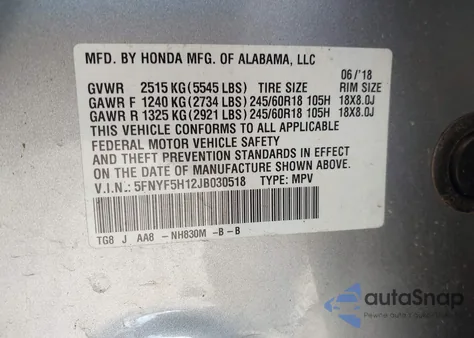 MFD. BY HONDA MFG. OF ALABAMA, LLC
06/'18
GVWR 2515 KG (5545 LBS) TIRE SIZE RIM SIZE
GAWR F 1240 KG (2734 LBS) 245/60R18 105H 18X8.0J
GAWR R 1325 KG (2921 LBS) 245/60R18 105H 18X8.0J
THIS VEHICLE CONFORMS TO ALL APPLICABLE
FEDERAL MOTOR VEHICLE SAFETY
AND THEFT PREVENTION STANDARDS IN EFFECT
ON THE DATE OF MANUFACTURE SHOWN ABOVE.
V.I.N.: 5FNYF5H12JB030518 TYPE: MPV
TG8 J AA8 -NH830M -B-B
autoSnap
Pewne auto z